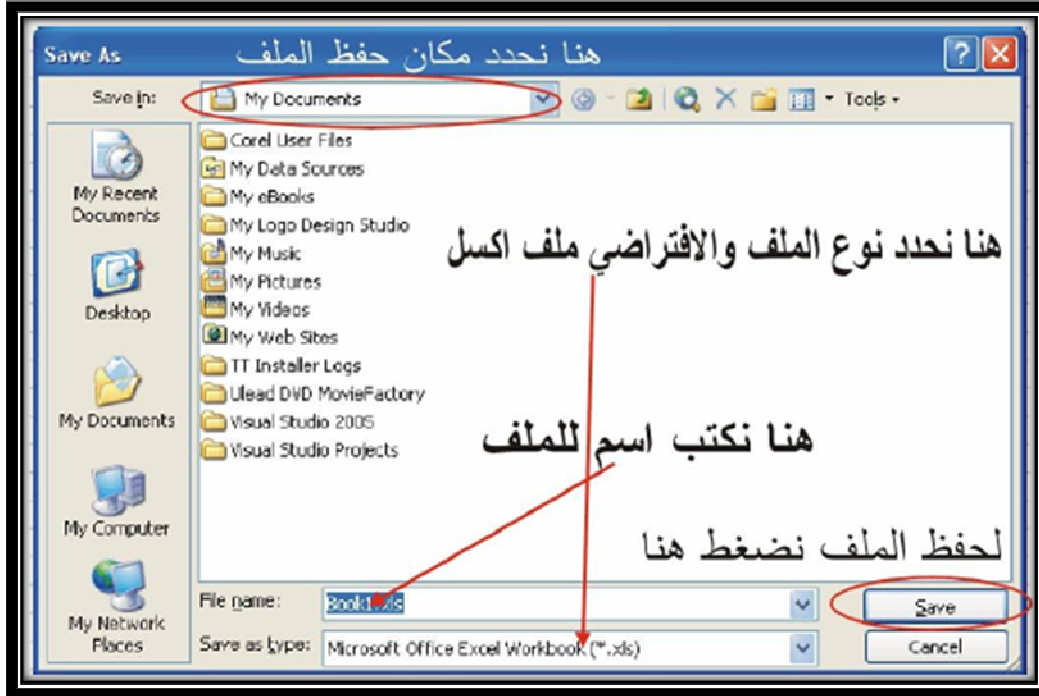 Save As
هنا نحدد مكان حفظ الملف
Save in:
My Documents
Tools
My Recent
Documents
Desktop
My Documents
My Computer
My Network
Places
Corel User Files
My Data Sources
My eBooks
My Logo Design Studio
My Music
My Pictures
My Videos
My Web Sites
TT Installer Logs
Ulead DVD MovieFactory
Visual Studio 2005
Visual Studio Projects
هنا نحدد نوع الملف والافتراضي ملف اكسل
هنا نكتب اسم للملف
لحفظ الملف نضغط هنا
File name:
Book1.xls
Save
Save as type:
Microsoft Office Excel Workbook (*.xls)
Cancel